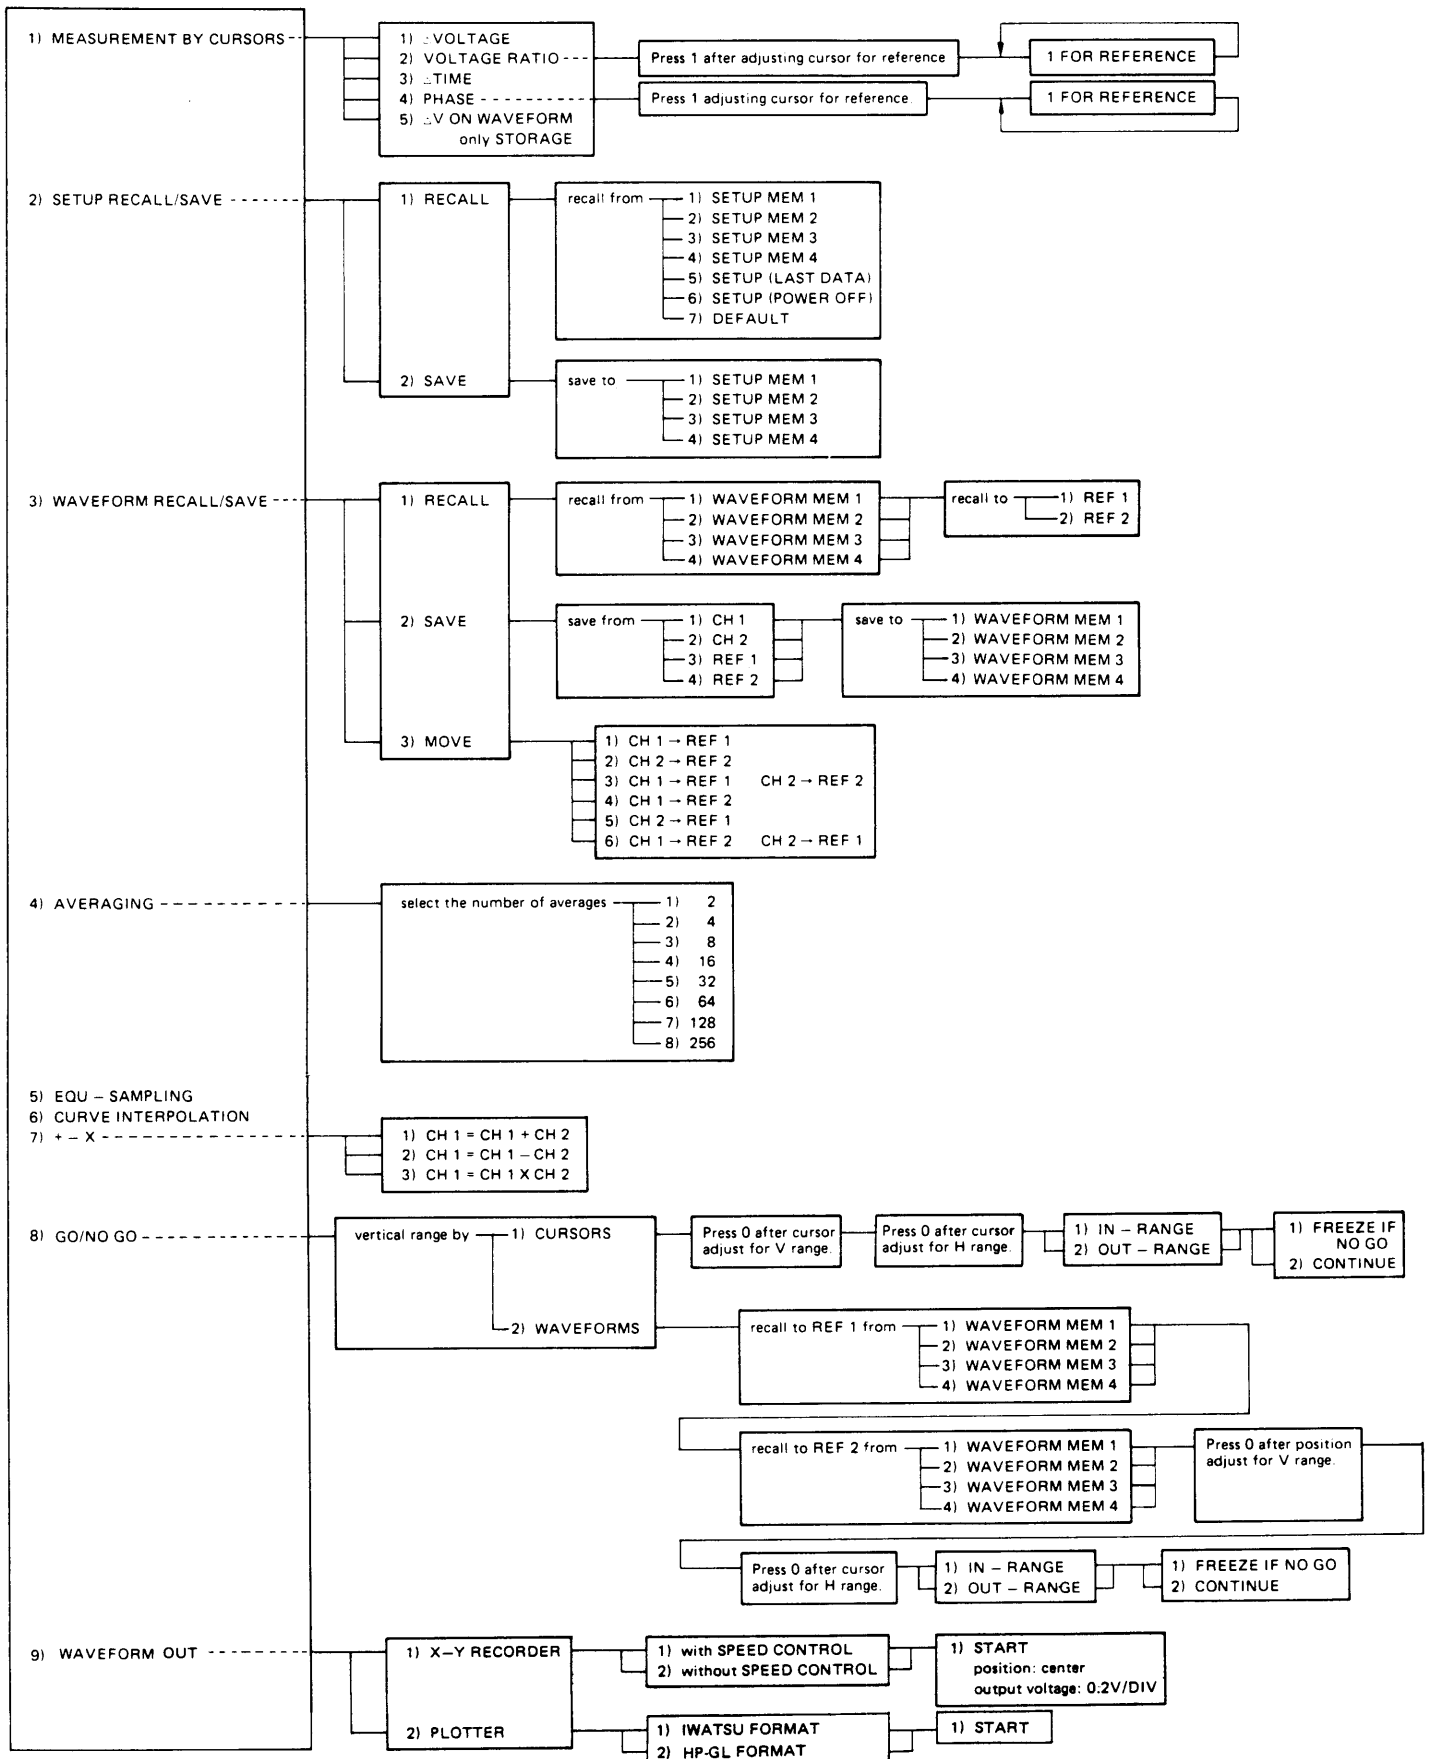 1) MEASUREMENT BY CURSORS
1) △VOLTAGE
2) VOLTAGE RATIO
3) △TIME
4) PHASE
5) △V ON WAVEFORM
only STORAGE
Press 1 after adjusting cursor for reference
1 FOR REFERENCE
Press 1 adjusting cursor for reference.
1 FOR REFERENCE
2) SETUP RECALL/SAVE
1) RECALL
recall from
1) SETUP MEM 1
2) SETUP MEM 2
3) SETUP MEM 3
4) SETUP MEM 4
5) SETUP (LAST DATA)
6) SETUP (POWER OFF)
7) DEFAULT
2) SAVE
save to
1) SETUP MEM 1
2) SETUP MEM 2
3) SETUP MEM 3
4) SETUP MEM 4
3) WAVEFORM RECALL/SAVE
1) RECALL
recall from
1) WAVEFORM MEM 1
2) WAVEFORM MEM 2
3) WAVEFORM MEM 3
4) WAVEFORM MEM 4
recall to
1) REF 1
2) REF 2
2) SAVE
save from
1) CH 1
2) CH 2
3) REF 1
4) REF 2
save to
1) WAVEFORM MEM 1
2) WAVEFORM MEM 2
3) WAVEFORM MEM 3
4) WAVEFORM MEM 4
3) MOVE
1) CH 1 → REF 1
2) CH 2 → REF 2
3) CH 1 → REF 1 CH 2 → REF 2
4) CH 1 → REF 2
5) CH 2 → REF 1
6) CH 1 → REF 2 CH 2 → REF 1
4) AVERAGING
select the number of averages
1) 2
2) 4
3) 8
4) 16
5) 32
6) 64
7) 128
8) 256
5) EQU – SAMPLING
6) CURVE INTERPOLATION
7) + – X
1) CH 1 = CH 1 + CH 2
2) CH 1 = CH 1 – CH 2
3) CH 1 = CH 1 X CH 2
8) GO/NO GO
vertical range by
1) CURSORS
Press 0 after cursor
adjust for V range.
Press 0 after cursor
adjust for H range.
1) IN – RANGE
2) OUT – RANGE
1) FREEZE IF
NO GO
2) CONTINUE
2) WAVEFORMS
recall to REF 1 from
1) WAVEFORM MEM 1
2) WAVEFORM MEM 2
3) WAVEFORM MEM 3
4) WAVEFORM MEM 4
recall to REF 2 from
1) WAVEFORM MEM 1
2) WAVEFORM MEM 2
3) WAVEFORM MEM 3
4) WAVEFORM MEM 4
Press 0 after position
adjust for V range.
Press 0 after cursor
adjust for H range.
1) IN – RANGE
2) OUT – RANGE
1) FREEZE IF NO GO
2) CONTINUE
9) WAVEFORM OUT
1) X–Y RECORDER
1) with SPEED CONTROL
2) without SPEED CONTROL
1) START
position: center
output voltage: 0.2V/DIV
2) PLOTTER
1) IWATSU FORMAT
2) HP-GL FORMAT
1) START